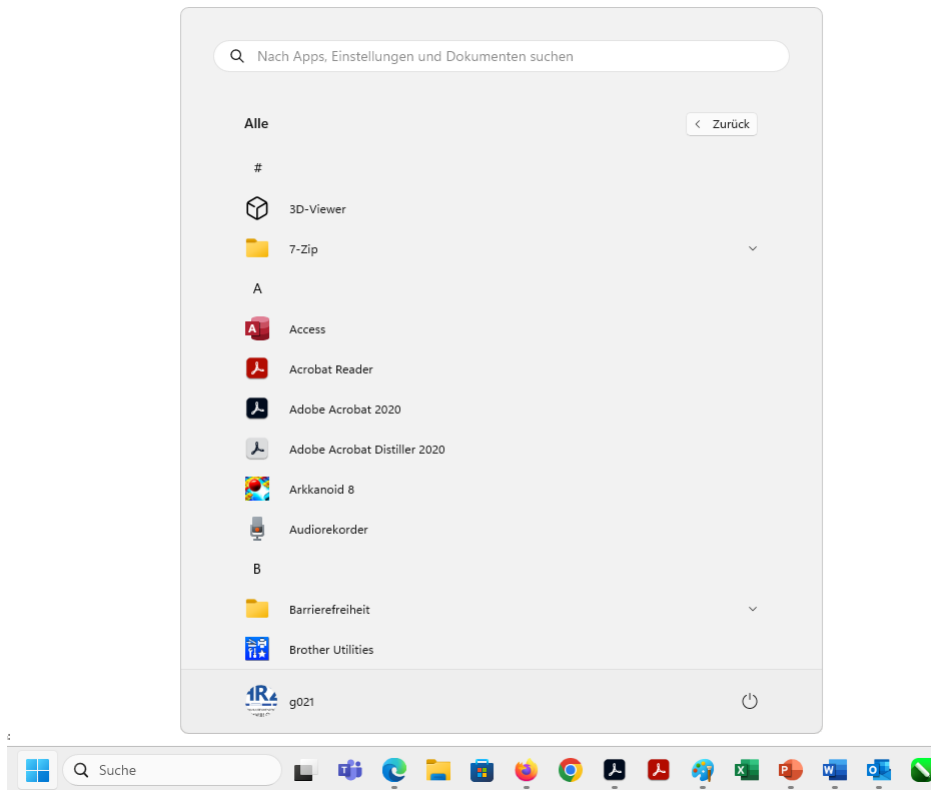 Nach Apps, Einstellungen und Dokumenten suchen
Alle
Zurück
#
3D-Viewer
7-Zip
A
Access
Acrobat Reader
Adobe Acrobat 2020
Adobe Acrobat Distiller 2020
Arkkanoid 8
Audiorekorder
B
Barrierefreiheit
Brother Utilities
g021
Suche